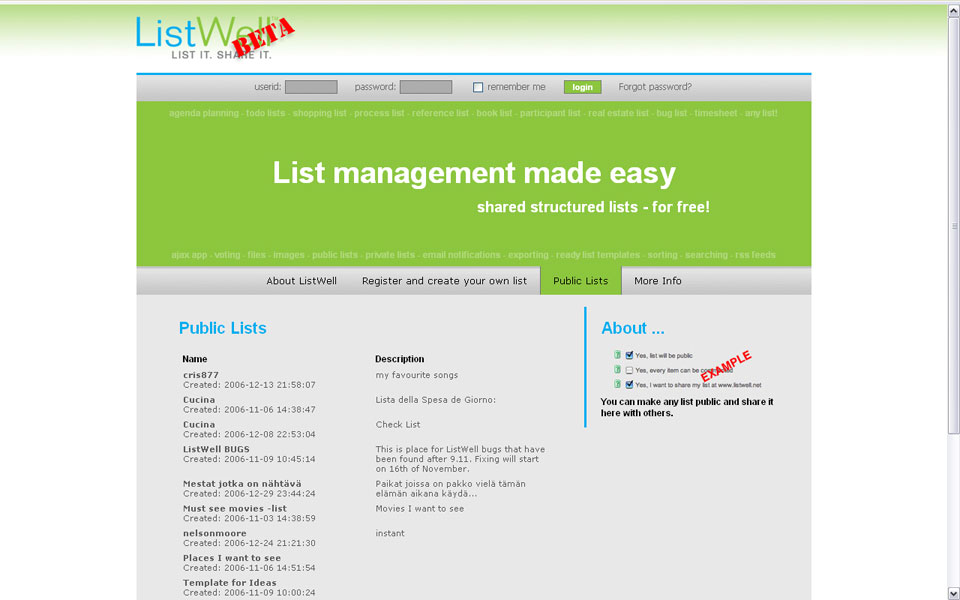 ListWell
BETA
LIST IT. SHARE IT.
userid: password: remember me login Forgot password?
agenda planning - todo lists - shopping list - process list - reference list - book list - participant list - real estate list - bug list - timesheet - any list!
List management made easy
shared structured lists - for free!
ajax app - voting - files - images - public lists - private lists - email notifications - exporting - ready list templates - sorting - searching - rss feeds
About ListWell Register and create your own list Public Lists More Info
Public Lists
Name Description
cris877 my favourite songs
Created: 2006-12-13 21:58:07
Cucina Lista della Spesa de Giorno:
Created: 2006-11-06 14:38:47
Cucina Check List
Created: 2006-12-08 22:53:04
ListWell BUGS This is place for ListWell bugs that have
Created: 2006-11-09 10:45:14 been found after 9.11. Fixing will start
on 16th of November.
Mestat jotka on nähtävä Paikat joissa on pakko vielä tämän
Created: 2006-12-29 23:44:24 elämän aikana käydä...
Must see movies -list Movies I want to see
Created: 2006-11-03 14:38:59
nelsonmoore instant
Created: 2006-12-24 21:21:30
Places I want to see
Created: 2006-11-06 14:51:54
Template for Ideas
Created: 2006-11-09 10:00:24
About ...
Yes, list will be public
Yes, every item can be
EXAMPLE
Yes, I want to share my list at www.listwell.net
You can make any list public and share it
here with others.